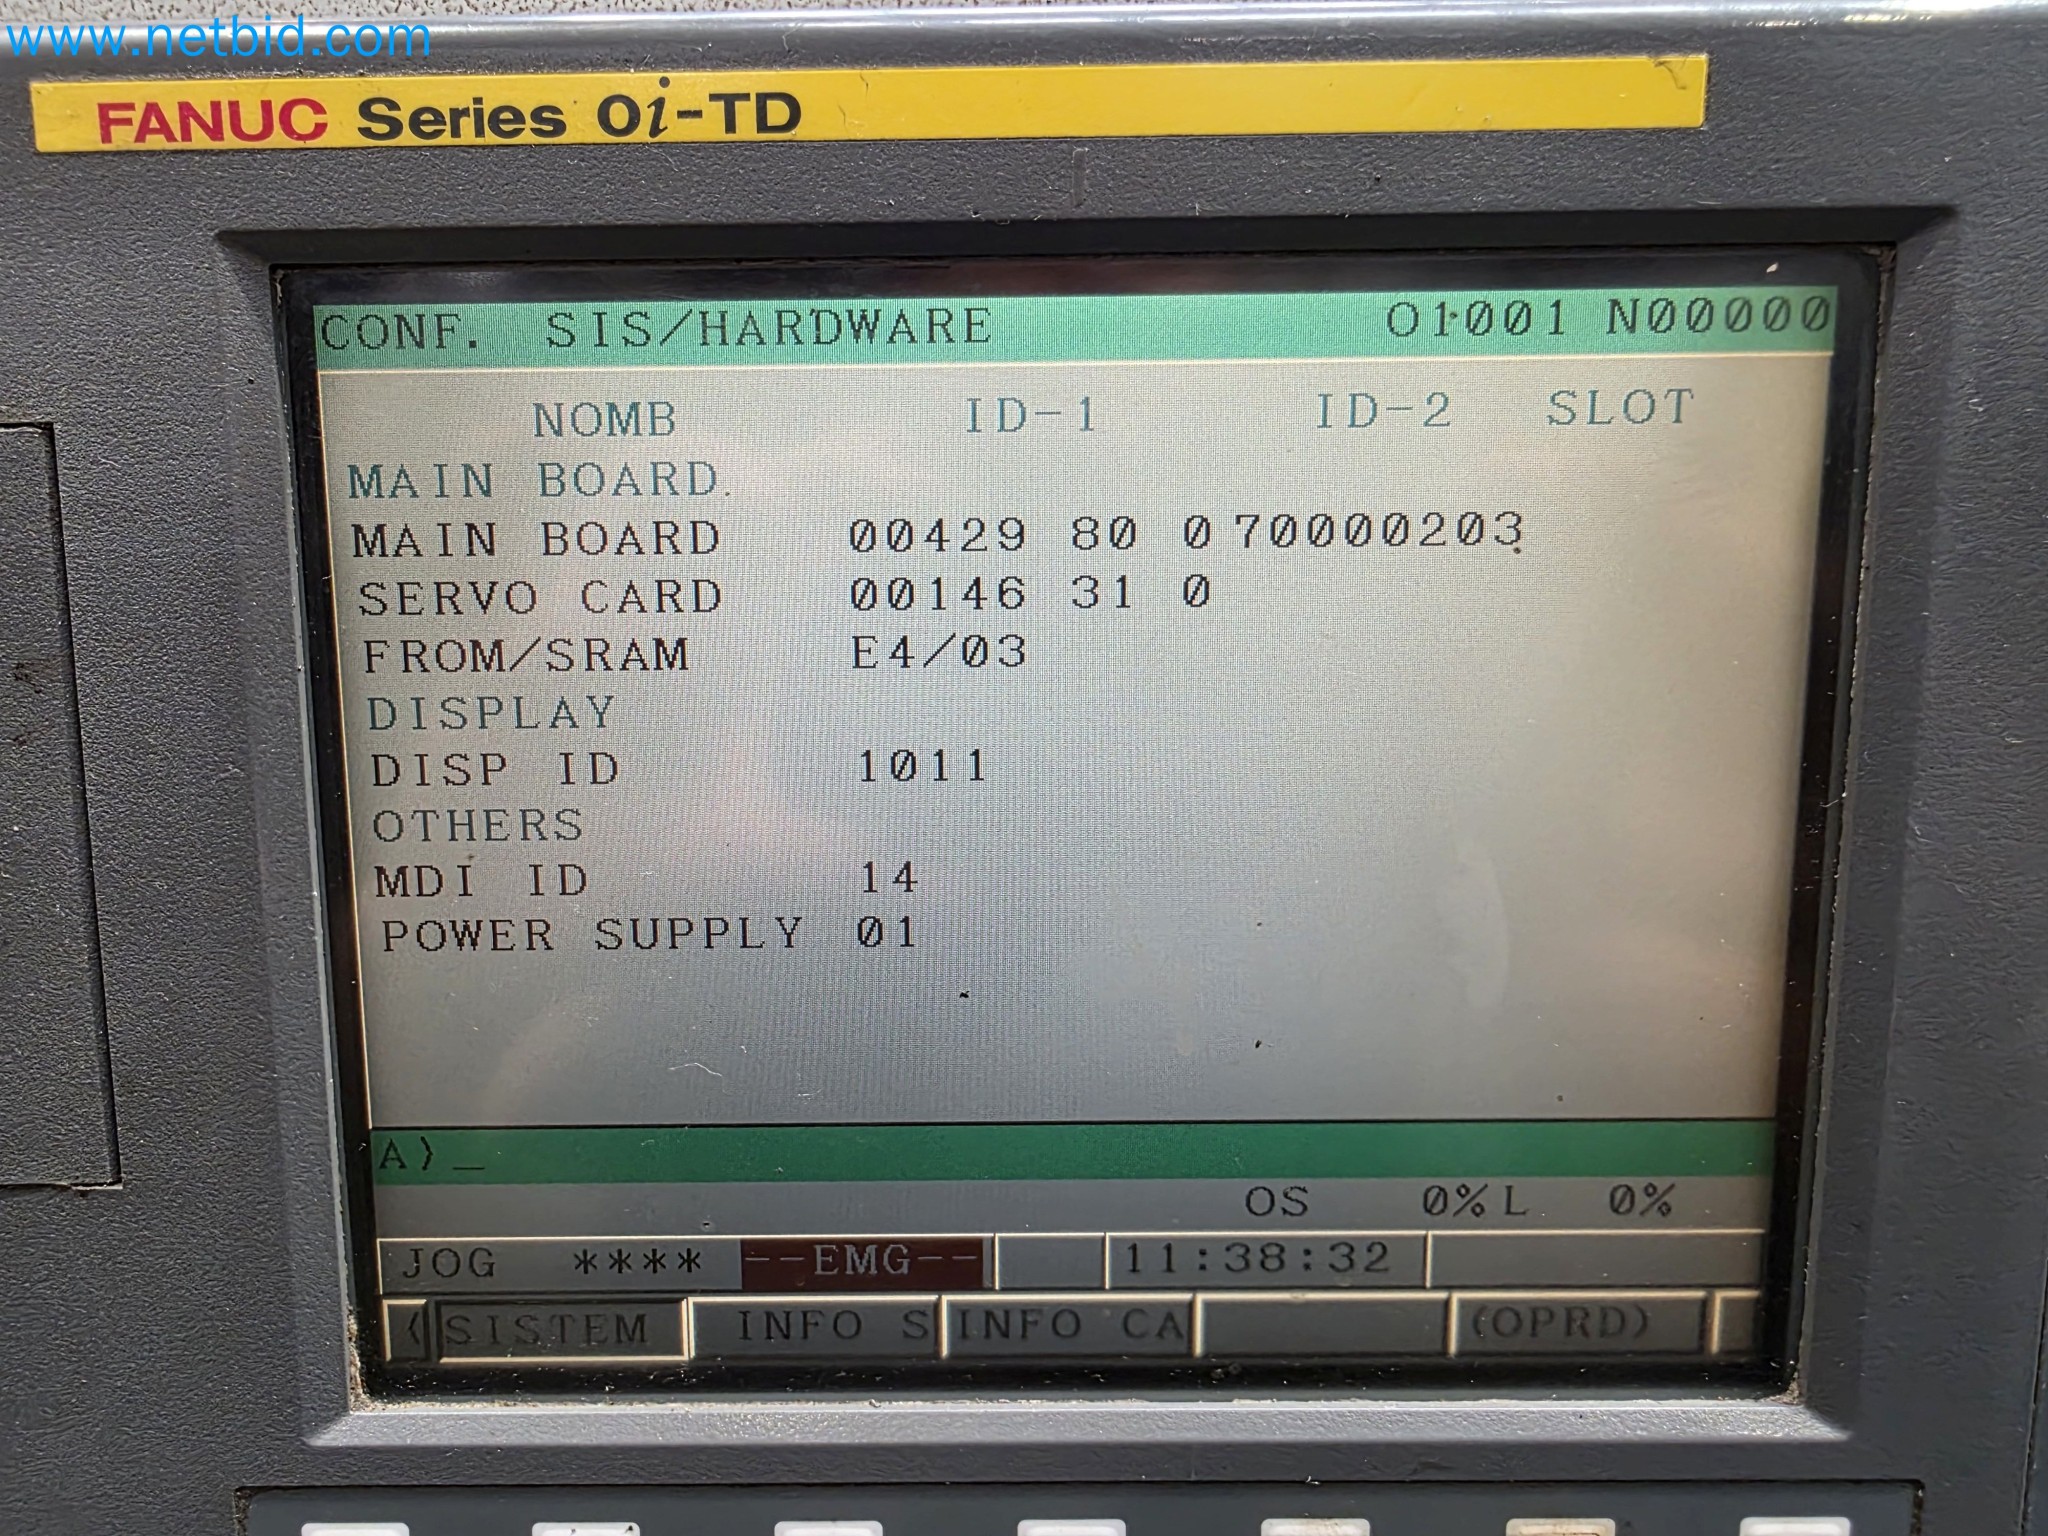 www.netbid.com
FANUC Series 0i-TD
CONF. SIS/HARDWARE O1001 N00000
NOMB ID-1 ID-2 SLOT
MAIN BOARD
MAIN BOARD 00429 80 0 70000203
SERVO CARD 00146 31 0
FROM/SRAM E4/03
DISPLAY
DISP ID 1011
OTHERS
MDI ID 14
POWER SUPPLY 01
A)_
OS 0% L 0%
JOG **** --EMG-- 11:38:32
( SISTEM INFO S INFO CA (OPRD)